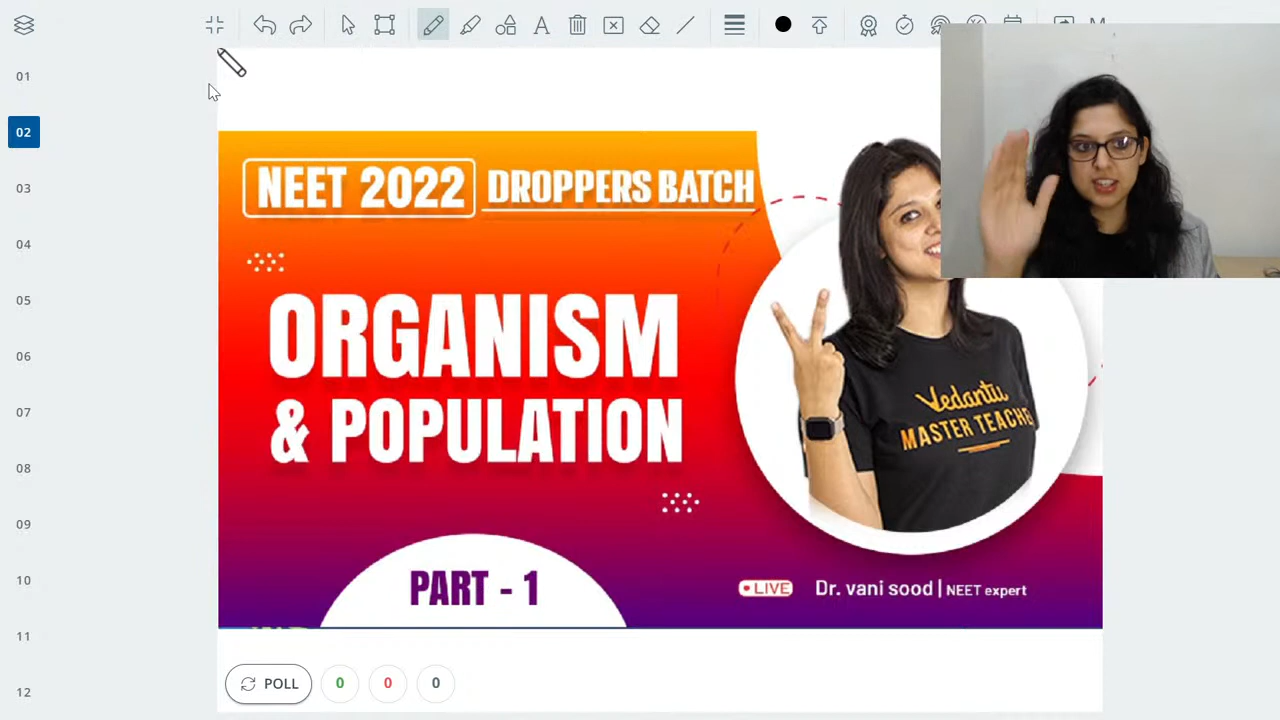 01
02
03
04
05
06
07
08
09
10
11
12
A
NEET 2022 DROPPERS BATCH
ORGANISM
& POPULATION
PART - 1
Vedantu
MASTER TEACHE
LIVE Dr. vani sood | NEET expert
POLL 0 0 0